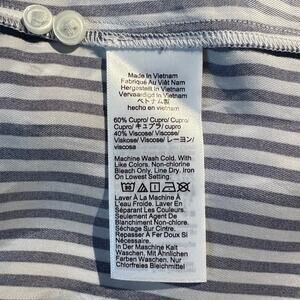 Made In Vietnam
Fabriqué Au Viêt Nam
Hergestellt in Vietnam
Vervaardigd In Vietnam
ベトナム製
hecho en vietnam
60% Cupro/ Cupro/
Cupro/ キュプラ/ cupro
40% Viscose/ Viscose/
Viskose/ Viscose/ レーヨン/
viscosa
Machine Wash Cold. With
Like Colors. Non-chlorine
Bleach Only. Line Dry. Iron
On Lowest Setting.
Laver À La Machine À
L'eau Froide. Laver En
Séparant Les Couleurs.
Seulement Agent De
Blanchiment Non-chlorex.
Séchage Sur Cintre.
Repasser À Fer Doux Si
Nécessaire.
In Der Maschine Kalt
Waschen, Mit Ähnlichen
Farben Waschen, Nur
Chlorfreies Bleichmittel